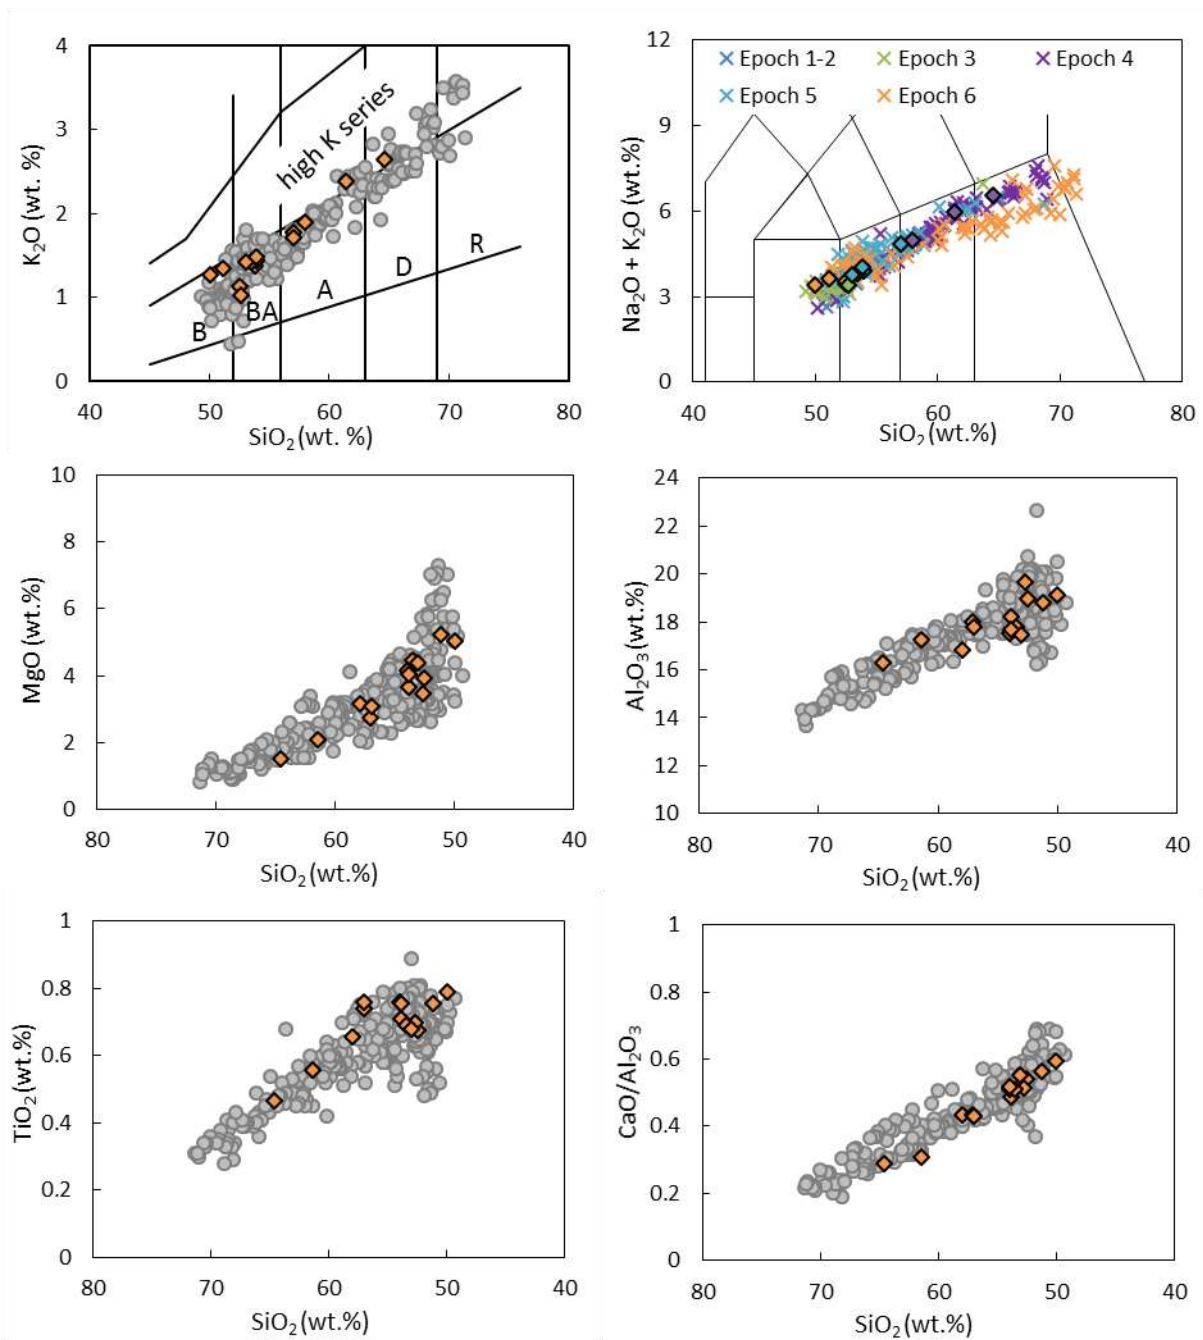 4
3
2
1
0
K₂O (wt. %)
high K series
B
BA
A
D
R
40
50
60
70
80
SiO₂ (wt. %)
12
9
6
3
0
Na₂O + K₂O (wt.%)
Epoch 1-2
Epoch 3
Epoch 4
Epoch 5
Epoch 6
40
50
60
70
80
SiO₂ (wt.%)
10
8
6
4
2
0
MgO (wt.%)
80
70
60
50
40
SiO₂ (wt.%)
24
22
20
18
16
14
12
10
Al₂O₃ (wt.%)
80
70
60
50
40
SiO₂ (wt.%)
1
0.8
0.6
0.4
0.2
0
TiO₂ (wt.%)
80
70
60
50
40
SiO₂ (wt.%)
1
0.8
0.6
0.4
0.2
0
CaO/Al₂O₃
80
70
60
50
40
SiO₂ (wt.%)